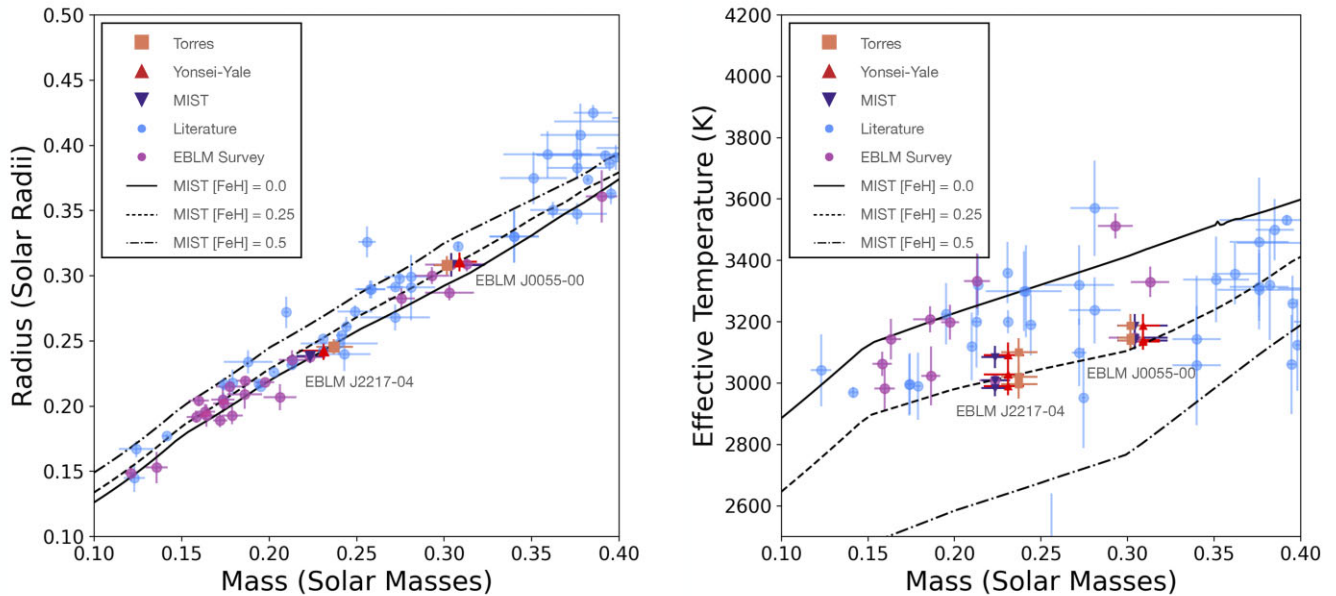 0.50
0.45
0.40
0.35
0.30
0.25
0.20
0.15
0.10
Radius (Solar Radii)
Torres
Yonsei-Yale
MIST
Literature
EBLM Survey
MIST [FeH] = 0.0
MIST [FeH] = 0.25
MIST [FeH] = 0.5
EBLM J0055-00
EBLM J2217-04
0.10 0.15 0.20 0.25 0.30 0.35 0.40
Mass (Solar Masses)
4200
4000
3800
3600
3400
3200
3000
2800
2600
Effective Temperature (K)
Torres
Yonsei-Yale
MIST
Literature
EBLM Survey
MIST [FeH] = 0.0
MIST [FeH] = 0.25
MIST [FeH] = 0.5
EBLM J0055-00
EBLM J2217-04
0.10 0.15 0.20 0.25 0.30 0.35 0.40
Mass (Solar Masses)